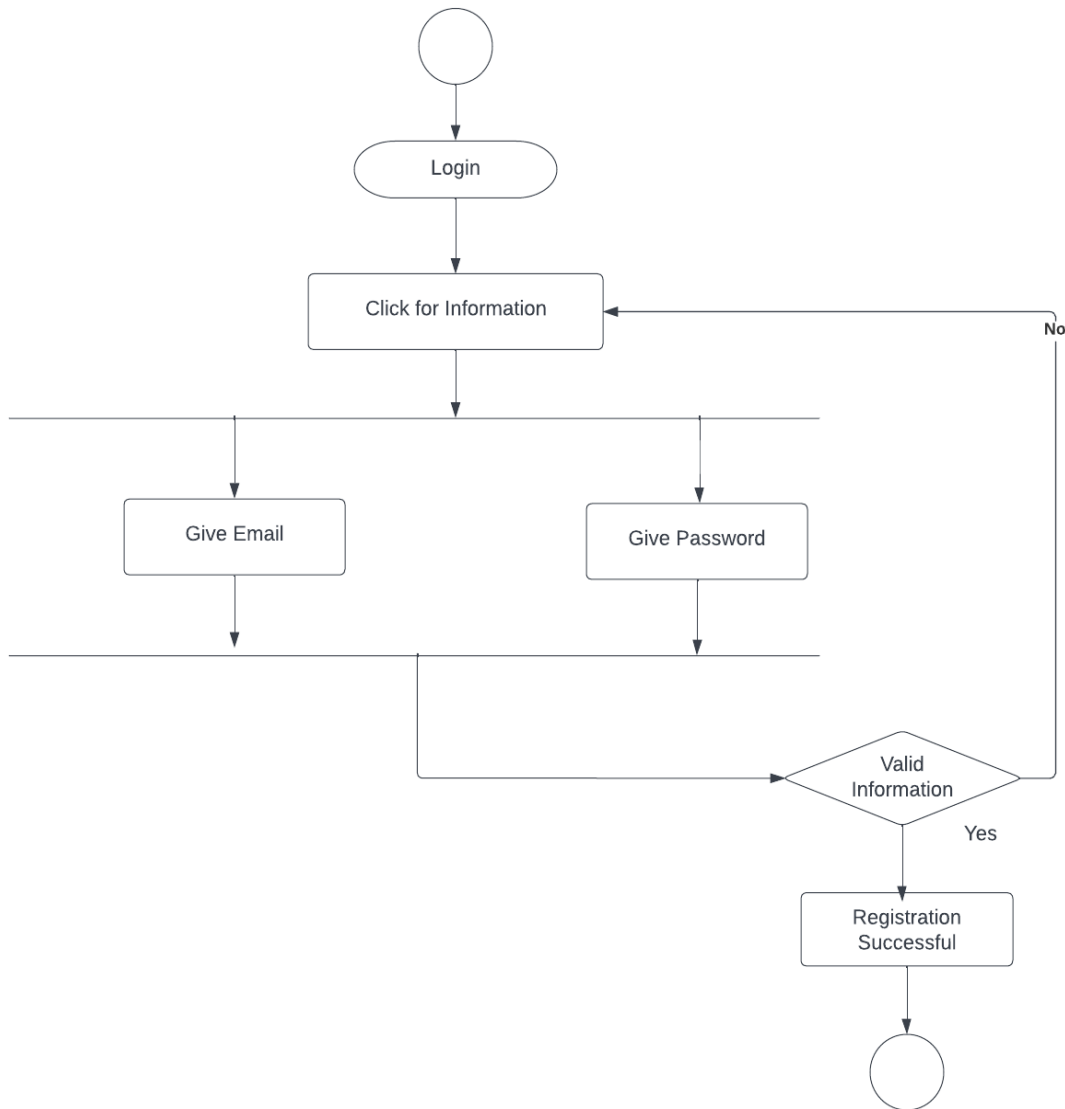 Login
Click for Information
No
Give Email
Give Password
Valid
Information
Yes
Registration
Successful